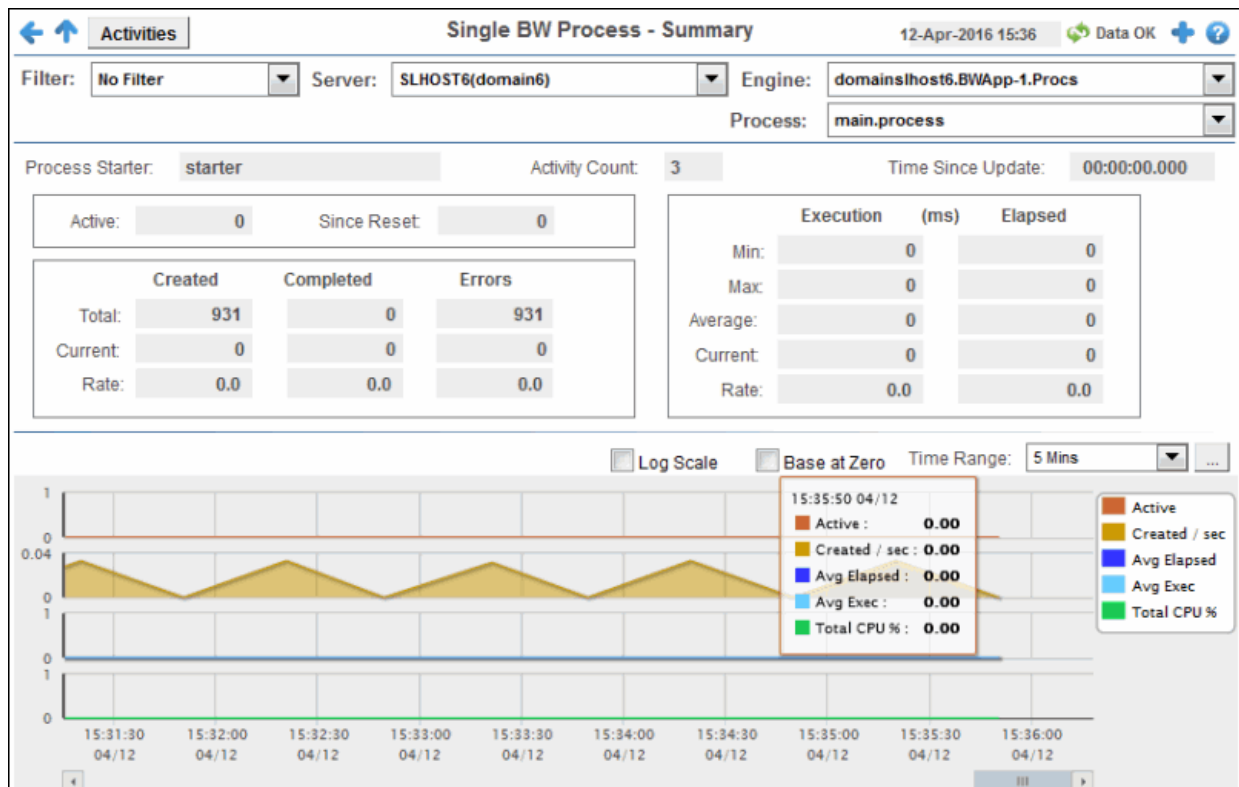 Activities Single BW Process - Summary 12-Apr-2016 15:36 Data OK
Filter: No Filter Server: SLHOST6(domain6) Engine: domainslhost6.BWApp-1.Procs
Process: main.process
Process Starter: starter Activity Count: 3 Time Since Update: 00:00:00.000
Active: 0 Since Reset: 0
Created Completed Errors
Total: 931 0 931
Current: 0 0 0
Rate: 0.0 0.0 0.0
Execution (ms) Elapsed
Min: 0 0
Max: 0 0
Average: 0 0
Current: 0 0
Rate: 0.0 0.0
Log Scale Base at Zero Time Range: 5 Mins ...
1
0
0.04
0
1
0
1
0
15:35:50 04/12
Active : 0.00
Created / sec : 0.00
Avg Elapsed : 0.00
Avg Exec : 0.00
Total CPU % : 0.00
Active
Created / sec
Avg Elapsed
Avg Exec
Total CPU %
15:31:30 15:32:00 15:32:30 15:33:00 15:33:30 15:34:00 15:34:30 15:35:00 15:35:30 15:36:00
04/12 04/12 04/12 04/12 04/12 04/12 04/12 04/12 04/12 04/12